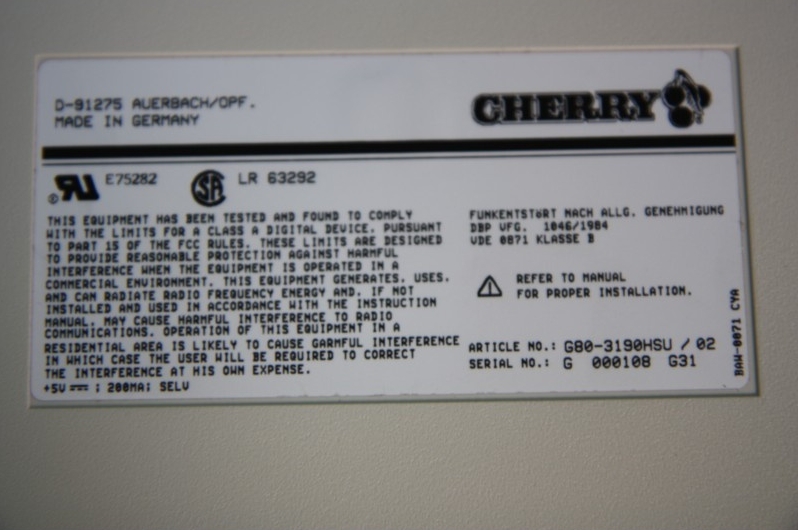 D-91275 AUERBACH/OPF.
MADE IN GERMANY
CHERRY
E75282
LR 63292
THIS EQUIPMENT HAS BEEN TESTED AND FOUND TO COMPLY
WITH THE LIMITS FOR A CLASS A DIGITAL DEVICE, PURSUANT
TO PART 15 OF THE FCC RULES. THESE LIMITS ARE DESIGNED
TO PROVIDE REASONABLE PROTECTION AGAINST HARMFUL
INTERFERENCE WHEN THE EQUIPMENT IS OPERATED IN A
COMMERCIAL ENVIRONMENT. THIS EQUIPMENT GENERATES, USES,
AND CAN RADIATE RADIO FREQUENCY ENERGY AND, IF NOT
INSTALLED AND USED IN ACCORDANCE WITH THE INSTRUCTION
MANUAL, MAY CAUSE HARMFUL INTERFERENCE TO RADIO
COMMUNICATIONS. OPERATION OF THIS EQUIPMENT IN A
RESIDENTIAL AREA IS LIKELY TO CAUSE GARMFUL INTERFERENCE
IN WHICH CASE THE USER WILL BE REQUIRED TO CORRECT
THE INTERFERENCE AT HIS OWN EXPENSE.
+5V ⎓ ; 200MA; SELV
FUNKENTSTöRT NACH ALLG. GENEHMIGUNG
DBP VFG. 1046/1984
VDE 0871 KLASSE B
REFER TO MANUAL
FOR PROPER INSTALLATION.
ARTICLE NO.: G80-3190HSU / 02
SERIAL NO.: G 000108 G31
BAW-0071 CYA